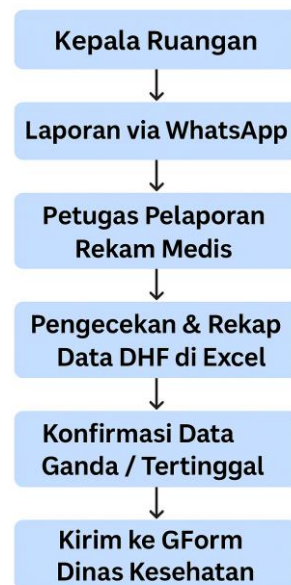 Kepala Ruangan
Laporan via WhatsApp
Petugas Pelaporan
Rekam Medis
Pengecekan & Rekap
Data DHF di Excel
Konfirmasi Data
Ganda / Tertinggal
Kirim ke GForm
Dinas Kesehatan